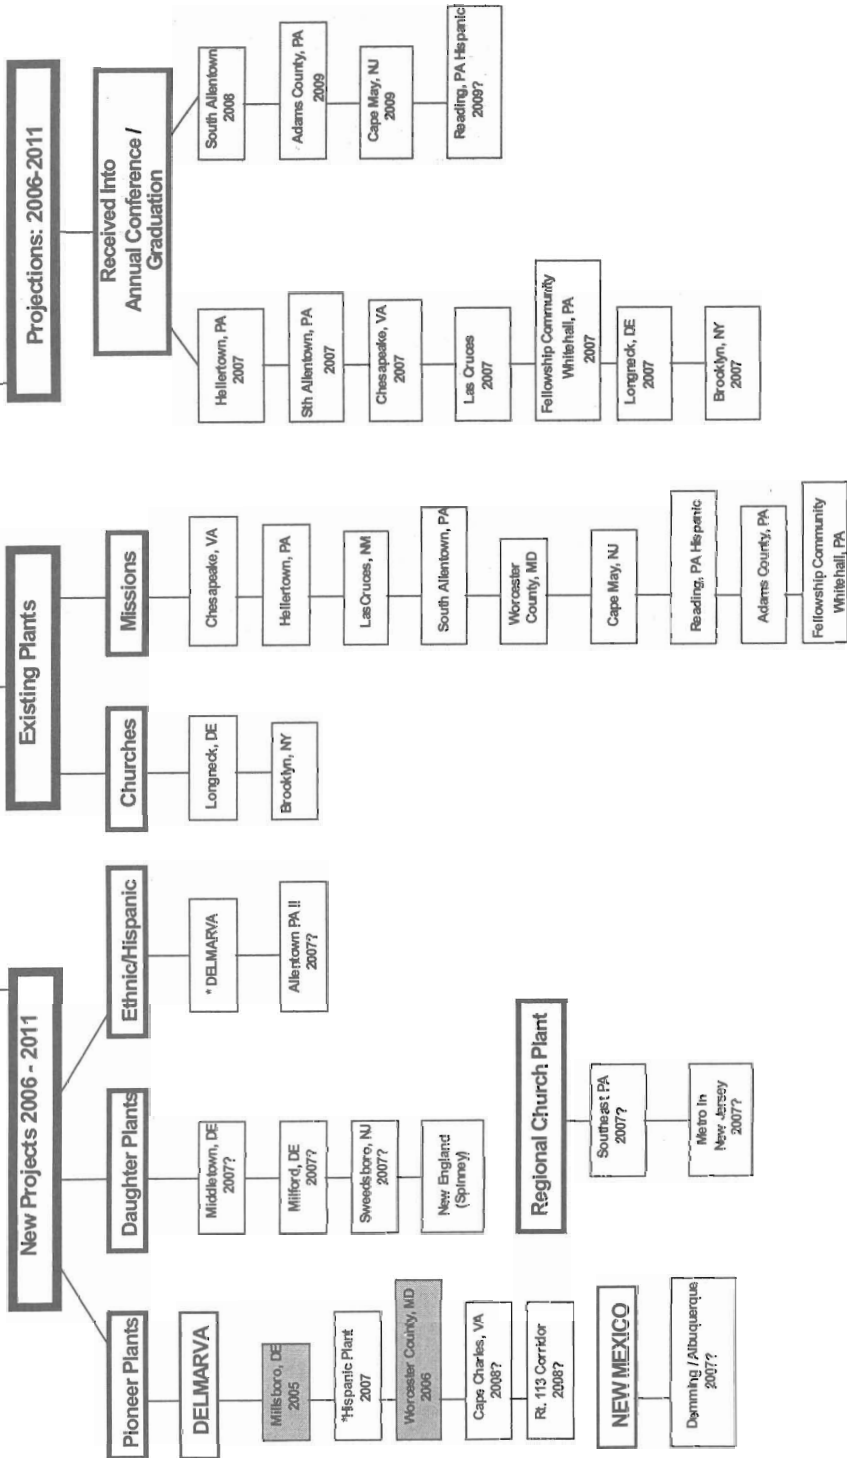 New Projects 2006 - 2011
Pioneer Plants
DELMARVA
Millsboro, DE
2005
*Hispanic Plant
2007
Worcester County, MD
2006
Cape Charles, VA
2008?
Rt. 113 Corridor
2008?
NEW MEXICO
Demming / Albuquerque
2007?
Daughter Plants
Middletown, DE
2007?
Milford, DE
2007?
Sweedsboro, NJ
2007?
New England
(Spinney)
Regional Church Plant
Southeast PA
2007?
Metro in
New Jersey
2007?
Ethnic/Hispanic
* DELMARVA
Allentown PA II
2007?
Existing Plants
Churches
Longneck, DE
Brooklyn, NY
Missions
Chesapeake, VA
Hellertown, PA
LasCruces, NM
South Allentown, PA
Worcester
County, MD
Cape May, NJ
Reading, PA Hispanic
Adams County, PA
Fellowship Community
Whitehall, PA
Projections: 2006-2011
Received Into
Annual Conference /
Graduation
Hellertown, PA
2007
Sth Allentown, PA
2007
Chesapeake, VA
2007
Las Cruces
2007
Fellowship Community
Whitehall, PA
2007
Longneck, DE
2007
Brooklyn, NY
2007
South Allentown
2008
Adams County, PA
2009
Cape May, NJ
2009
Reading, PA Hispanic
2009?